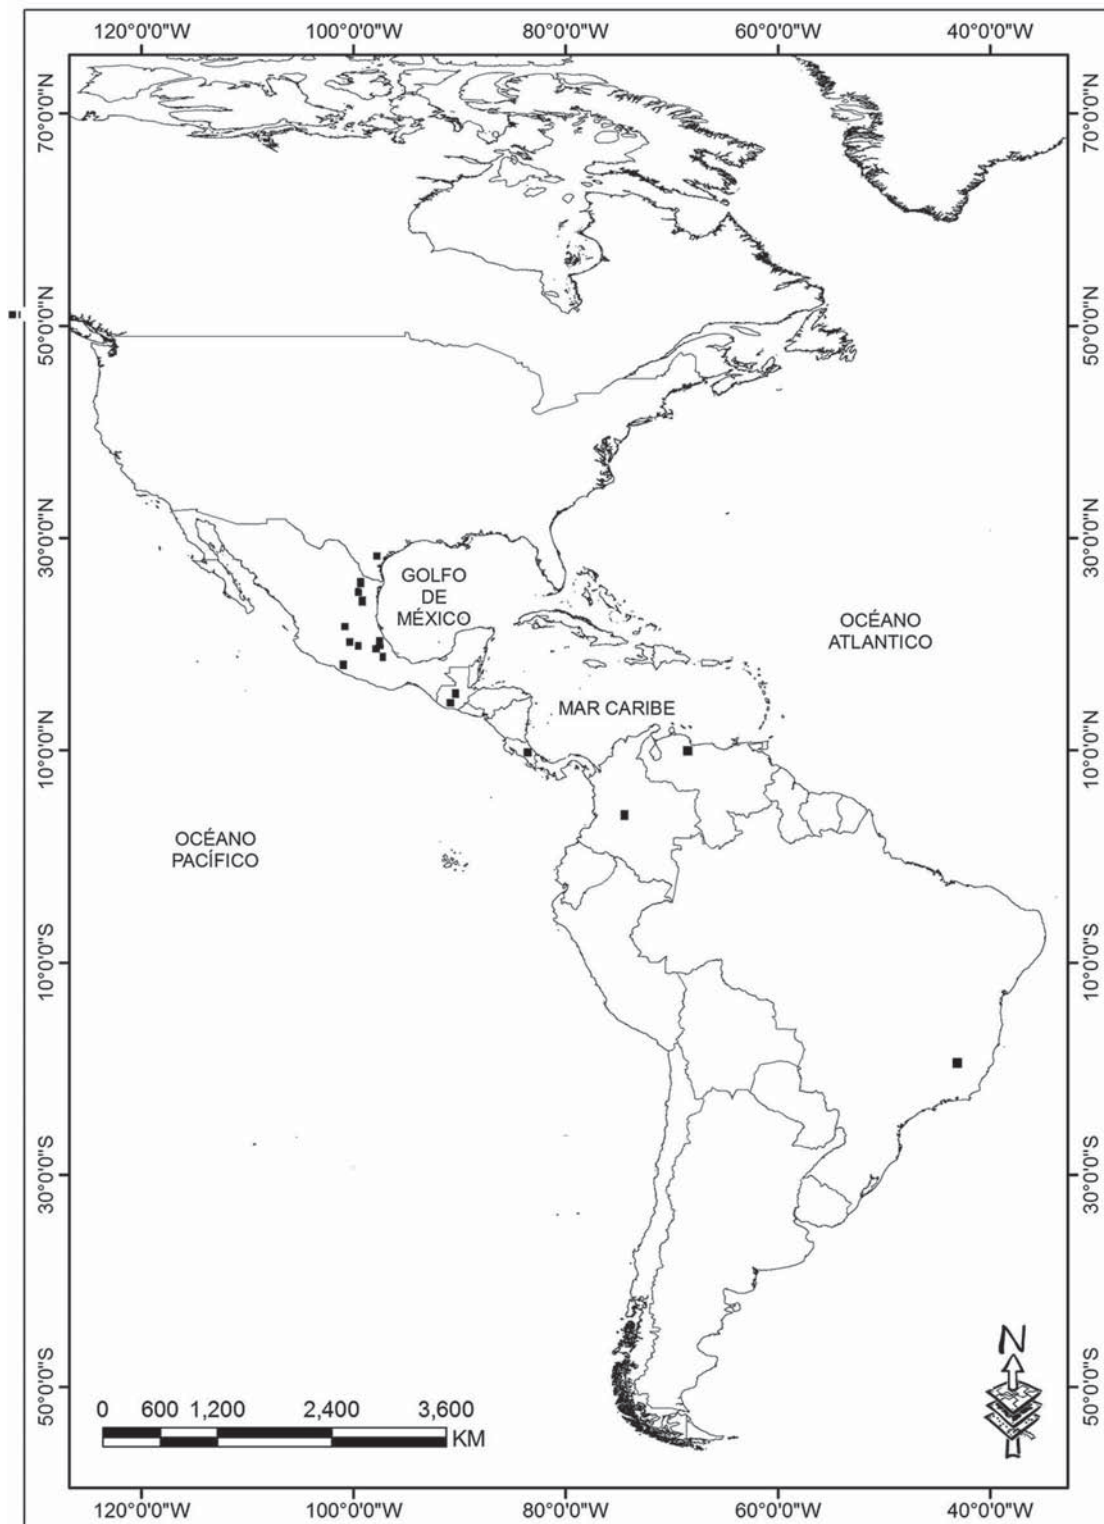 120°0'0"W 100°0'0"W 80°0'0"W 60°0'0"W 40°0'0"W
70°0'0"N 70°0'0"N
50°0'0"N 50°0'0"N
30°0'0"N 30°0'0"N
GOLFO
DE
MÉXICO
OCÉANO
ATLANTICO
MAR CARIBE
10°0'0"N 10°0'0"N
OCÉANO
PACÍFICO
10°0'0"S 10°0'0"S
30°0'0"S 30°0'0"S
N
50°0'0"S 50°0'0"S
0 600 1,200 2,400 3,600
KM
120°0'0"W 100°0'0"W 80°0'0"W 60°0'0"W 40°0'0"W